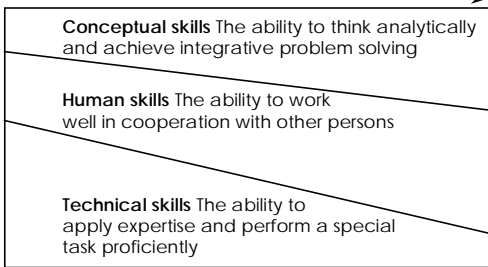 Conceptual skills The ability to think analytically
and achieve integrative problem solving
Human skills The ability to work
well in cooperation with other persons
Technical skills The ability to
apply expertise and perform a special
task proficiently